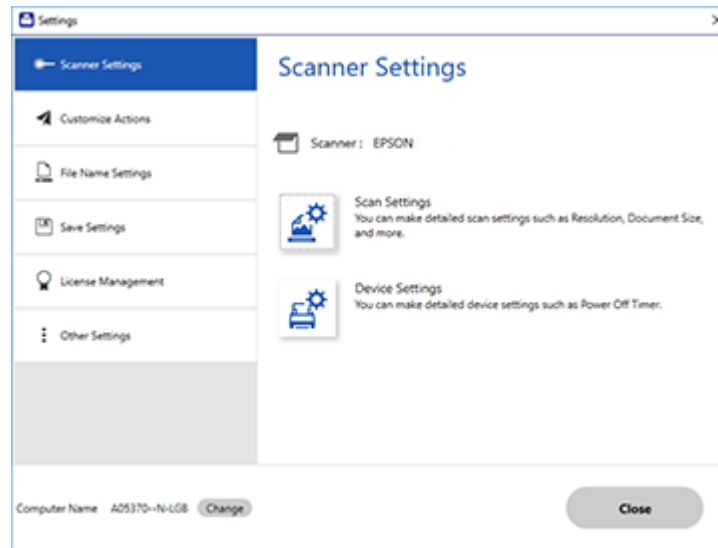 Settings
Scanner Settings
Customize Actions
File Name Settings
Save Settings
License Management
Other Settings
Scanner Settings
Scanner : EPSON
Scan Settings
You can make detailed scan settings such as Resolution, Document Size,
and more.
Device Settings
You can make detailed device settings such as Power Off Timer.
Computer Name A05370--N-LGB Change
Close